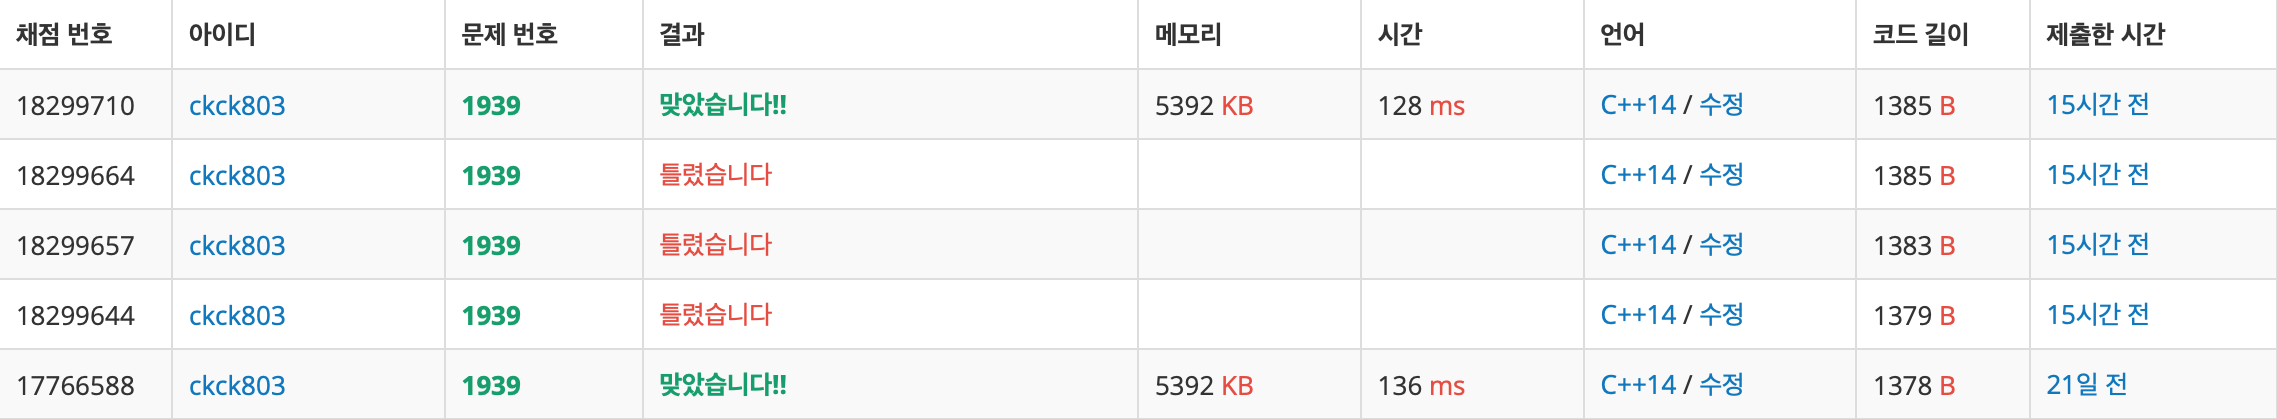 채점 번호 아이디 문제 번호 결과 메모리 시간 언어 코드 길이 제출한 시간
18299710 ckck803 1939 맞았습니다!! 5392 KB 128 ms C++14 / 수정 1385 B 15시간 전
18299664 ckck803 1939 틀렸습니다 C++14 / 수정 1385 B 15시간 전
18299657 ckck803 1939 틀렸습니다 C++14 / 수정 1383 B 15시간 전
18299644 ckck803 1939 틀렸습니다 C++14 / 수정 1379 B 15시간 전
17766588 ckck803 1939 맞았습니다!! 5392 KB 136 ms C++14 / 수정 1378 B 21일 전